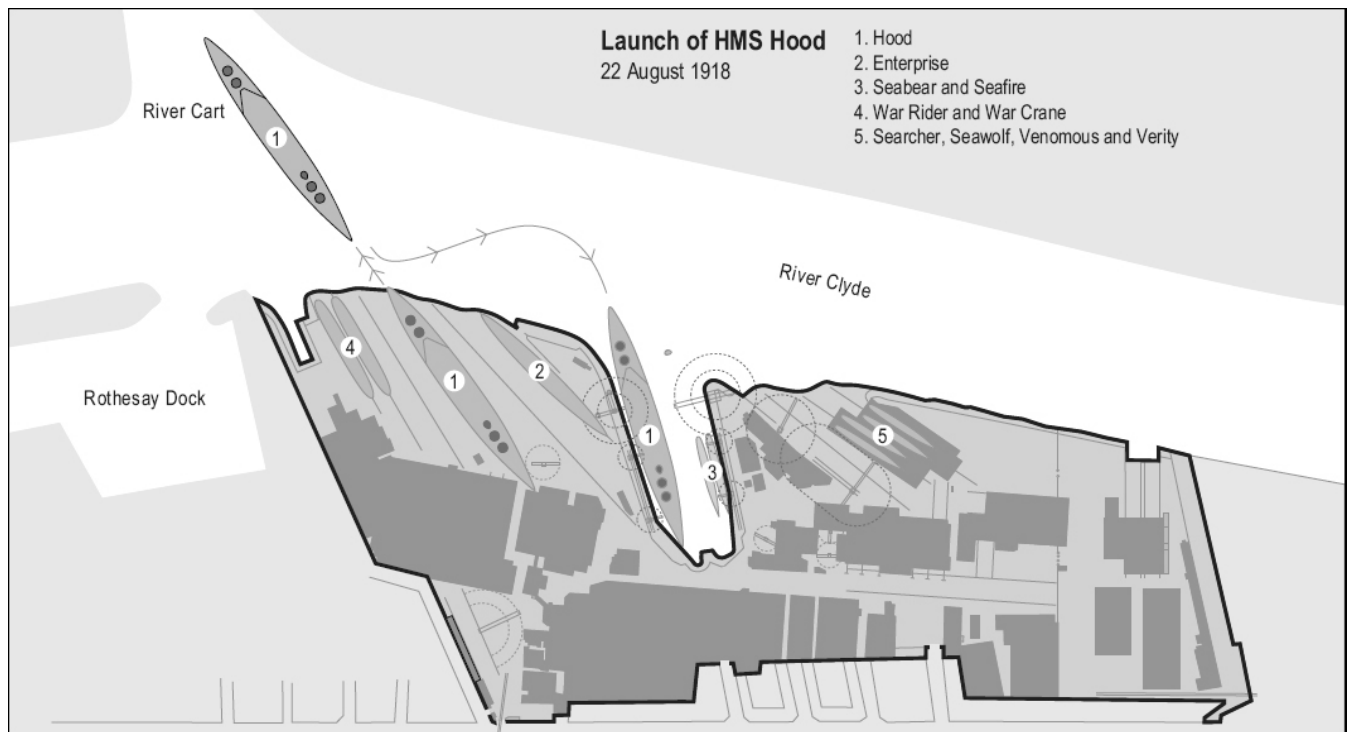 Launch of HMS Hood
22 August 1918
1. Hood
2. Enterprise
3. Seabear and Seafire
4. War Rider and War Crane
5. Searcher, Seawolf, Venomous and Verity
River Cart
1
River Clyde
4
2
1
Rothesay Dock
1
5
3